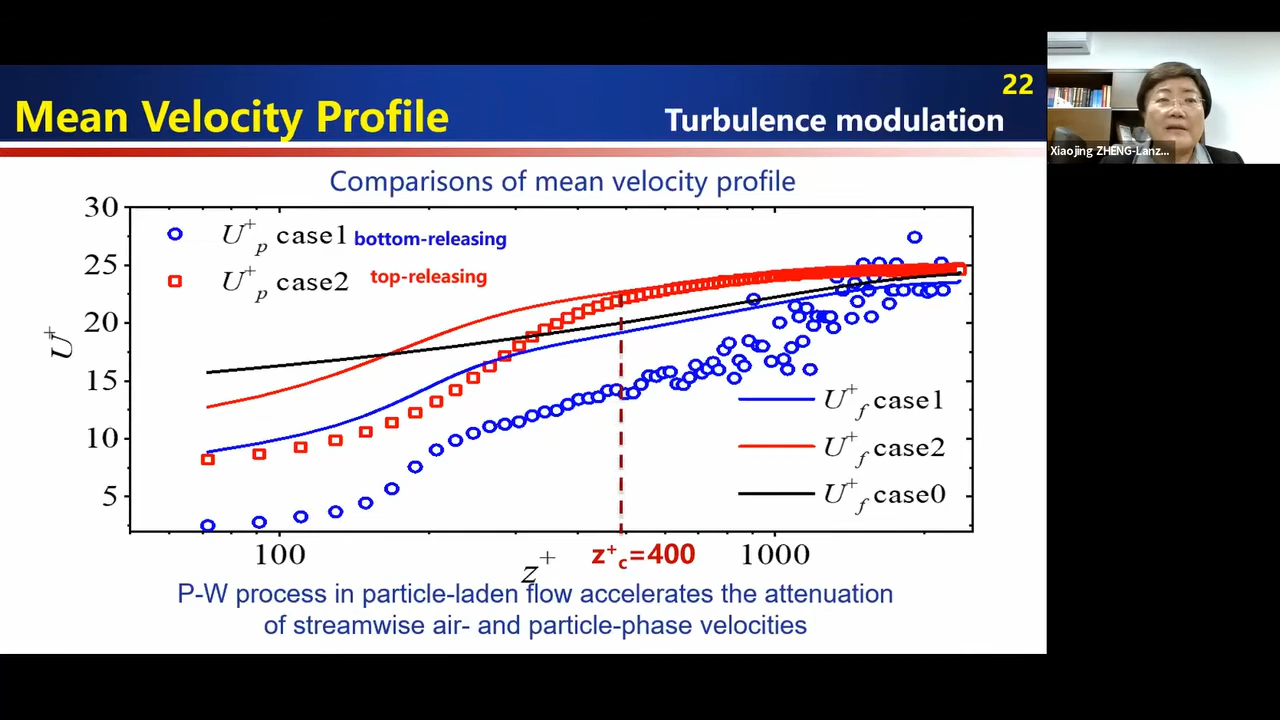 22
Mean Velocity Profile
Turbulence modulation
Xiaojing ZHENG-Lanz...
Comparisons of mean velocity profile
30
25
20
15
10
5
U+
U+p case1 bottom-releasing
U+p case2 top-releasing
U+f case1
U+f case2
U+f case0
100
z+
z+c=400
1000
P-W process in particle-laden flow accelerates the attenuation
of streamwise air- and particle-phase velocities